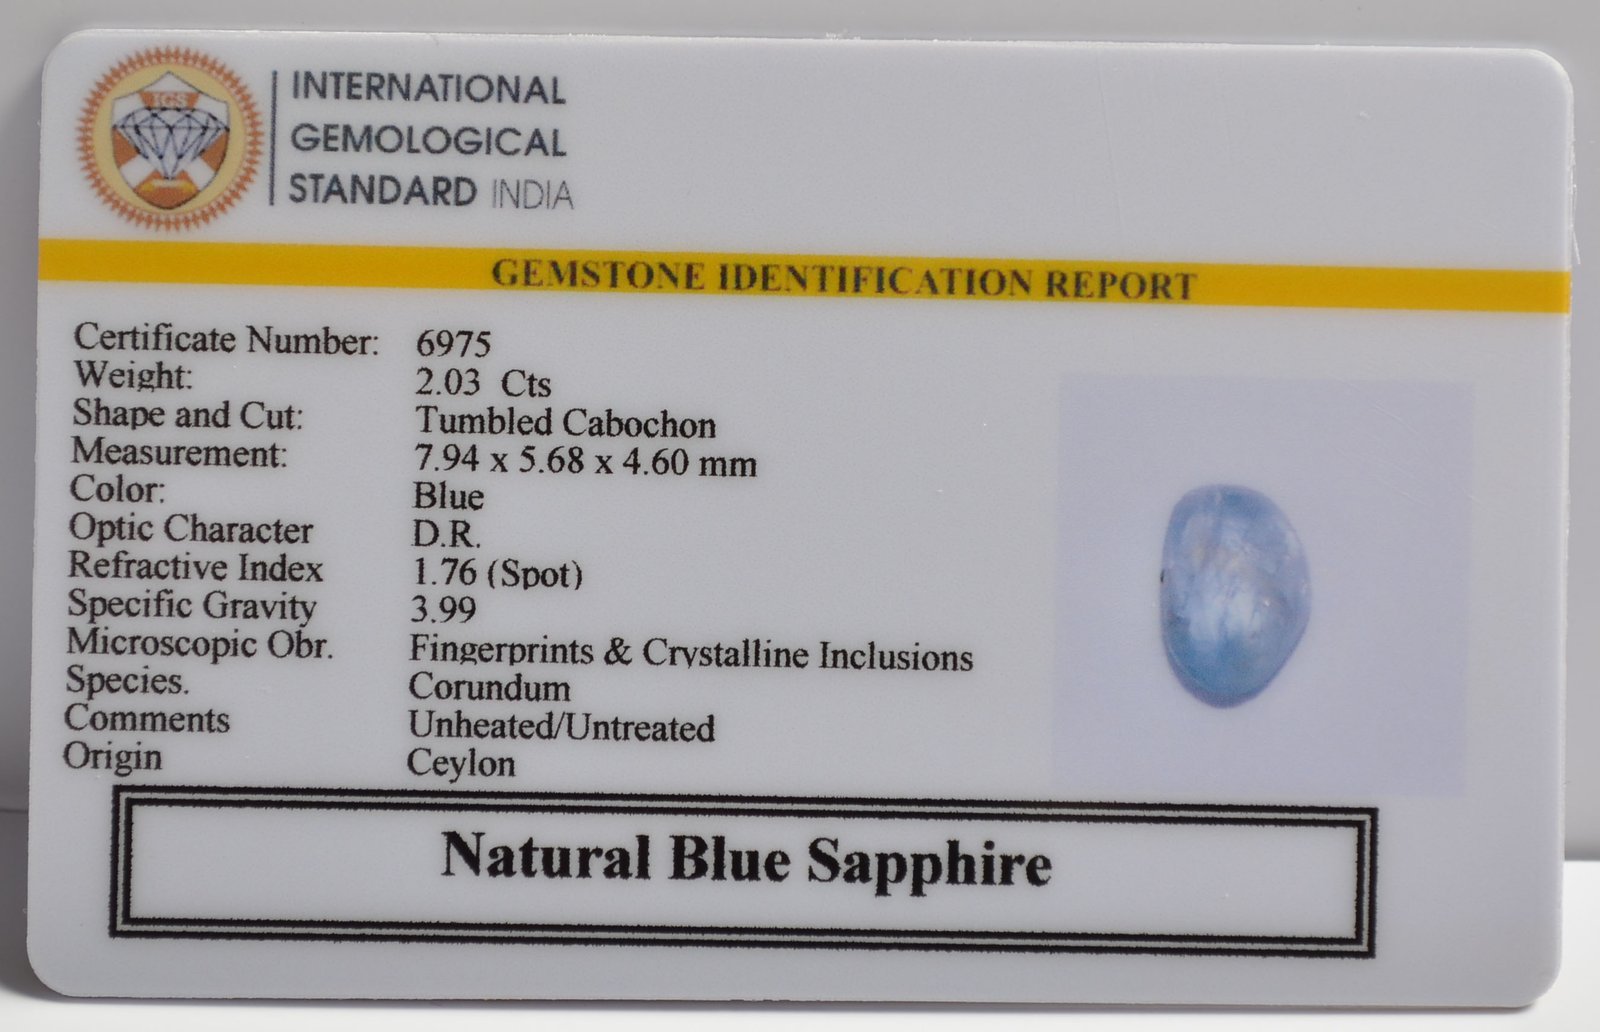 IGS
INTERNATIONAL
GEMOLOGICAL
STANDARD INDIA
GEMSTONE IDENTIFICATION REPORT
Certificate Number: 6975
Weight: 2.03 Cts
Shape and Cut: Tumbled Cabochon
Measurement: 7.94 x 5.68 x 4.60 mm
Color: Blue
Optic Character D.R.
Refractive Index 1.76 (Spot)
Specific Gravity 3.99
Microscopic Obr. Fingerprints & Crystalline Inclusions
Species. Corundum
Comments Unheated/Untreated
Origin Ceylon
Natural Blue Sapphire